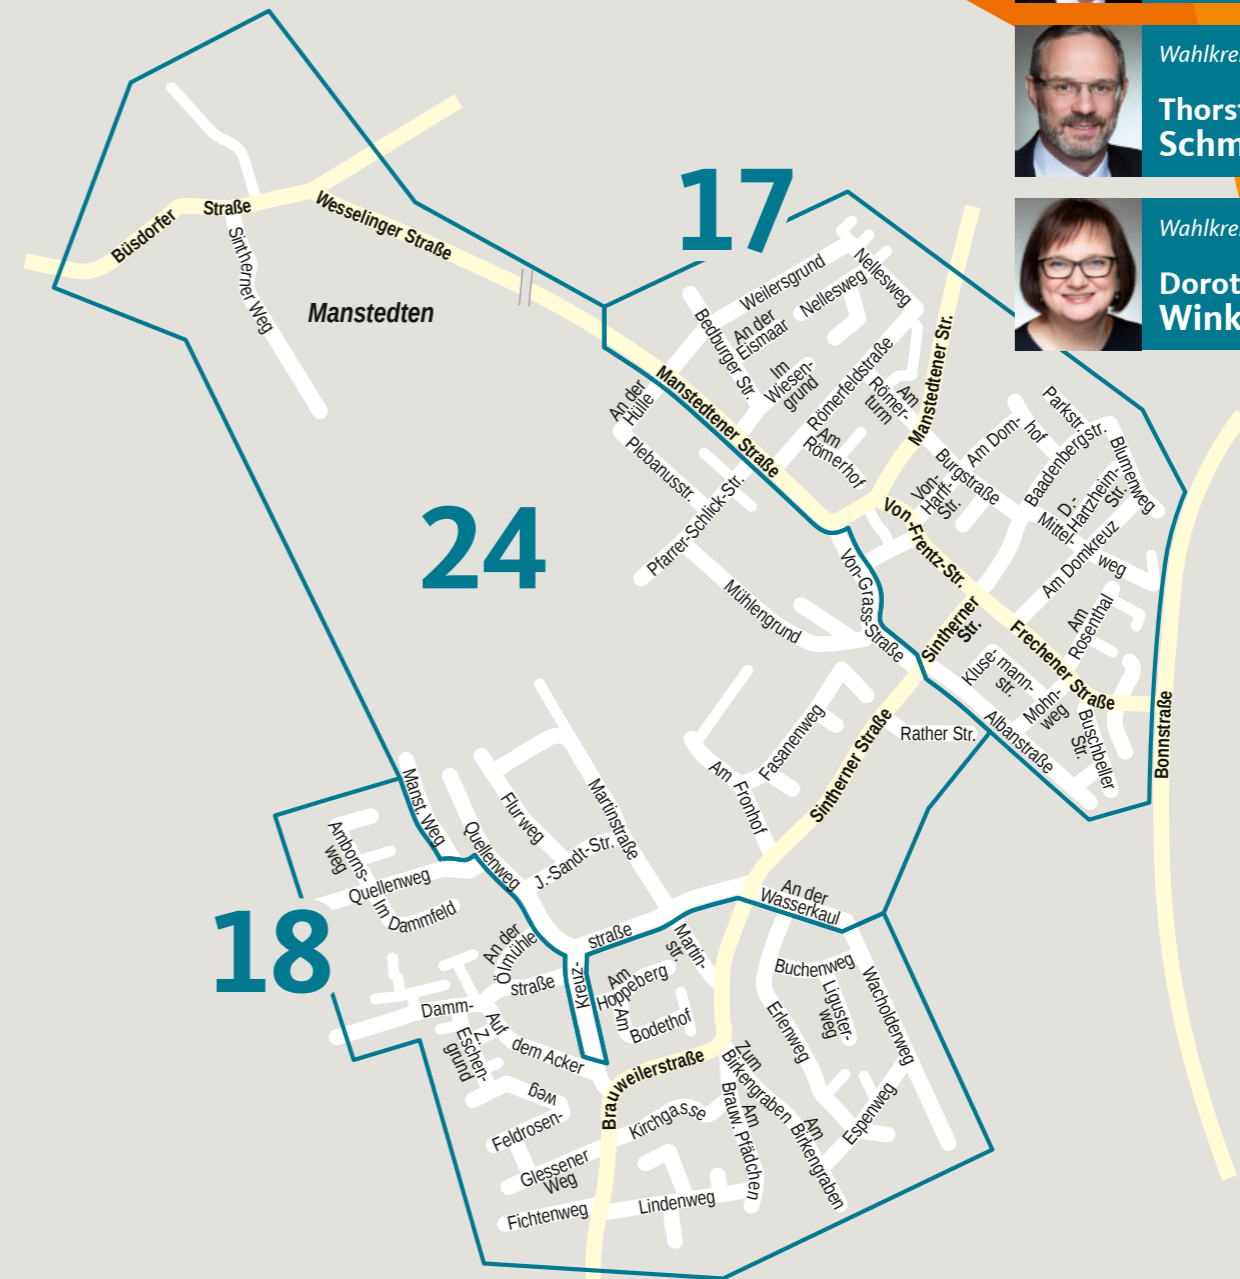 Wahlkrei
Thorst
Schm
Wahlkrei
Dorot
Wink
17
24
18
Manstedten
Büsdorfer
Straße
Wesselinger Straße
Sintherner Weg
Weilersgrund
Nellesweg
Nellesweg
Bedburger Str.
An der
Eismaar
Im
Wiesen-
grund
Römerfeldstraße
Am
Römer-
turm
Manstedtener Str.
An der
Hülle
Manstedtener Straße
Am
Römerhof
Plebanusstr.
Pfarrer-Schlick-Str.
Mühlengrund
Von-Grass-Straße
Von-Frentz-Str.
Von-
Harff-
Str.
Burgstraße
Am Dom-
hof
Parkstr.
Baadenbergstr.
Blumenweg
D.-
Hartzheim-
Str.
Mittel-
weg
Am Domkreuz
Am
Rosenthal
Sintherner
Str.
Frechener Straße
Kluse-
mann-
str.
Mohn-
weg
Buschbeller
Str.
Albanstraße
Bonnstraße
Rather Str.
Sintherner Straße
Fasanenweg
Am Fronhof
Martinstraße
Flurweg
J.-Sandt-Str.
Manst. Weg
Quellenweg
Amborns-
weg
Quellenweg
Im
Dammfeld
An der
Ölmühle
straße
Kreuz-
straße
Martin-
str.
An der
Wasserkaul
Am
Hoppeberg
Am
Bodethof
Damm-
Auf
dem Acker
Z.
Eschen-
grund
weg
Feldrosen-
Brauweilerstraße
Kirchgasse
Glessener
Weg
Fichtenweg
Lindenweg
Zum
Birkengraben
Am
Brauw. Pfädchen
Am
Birkengraben
Buchenweg
Liguster-
weg
Erlenweg
Wacholderweg
Espenweg